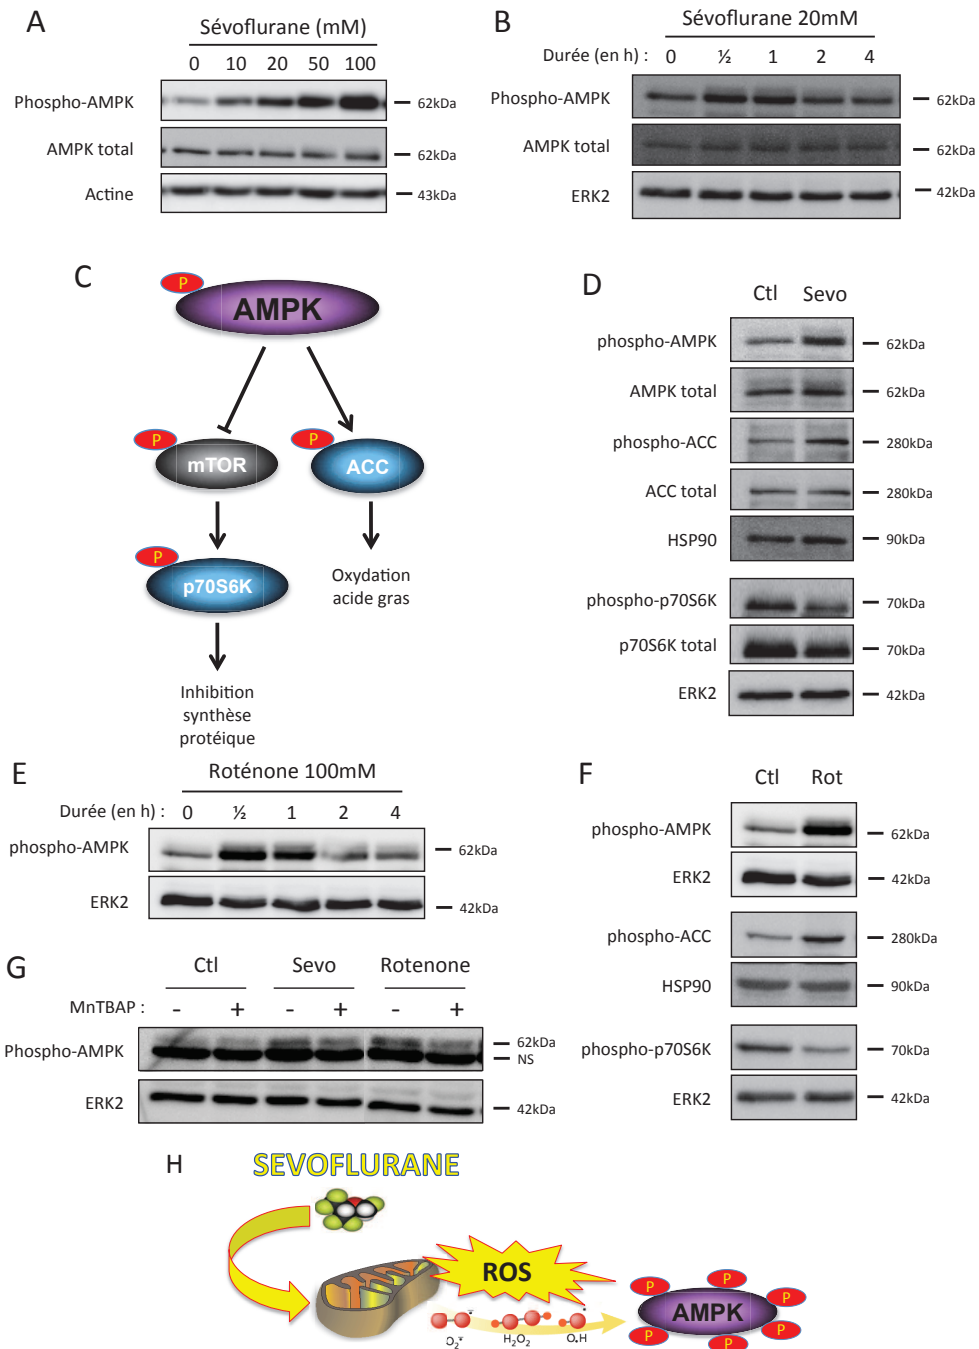 A
Sévoflurane (mM)
0 10 20 50 100
Phospho-AMPK
62kDa
AMPK total
62kDa
Actine
43kDa
B
Sévoflurane 20mM
Durée (en h) : 0 ½ 1 2 4
Phospho-AMPK
62kDa
AMPK total
62kDa
ERK2
42kDa
C
P
AMPK
P
mTOR
P
ACC
P
p70S6K
Oxydation
acide gras
Inhibition
synthèse
protéique
D
Ctl Sevo
phospho-AMPK
62kDa
AMPK total
62kDa
phospho-ACC
280kDa
ACC total
280kDa
HSP90
90kDa
phospho-p70S6K
70kDa
p70S6K total
70kDa
ERK2
42kDa
E
Roténone 100mM
Durée (en h) : 0 ½ 1 2 4
phospho-AMPK
62kDa
ERK2
42kDa
F
Ctl Rot
phospho-AMPK
62kDa
ERK2
42kDa
phospho-ACC
280kDa
HSP90
90kDa
phospho-p70S6K
70kDa
ERK2
42kDa
G
Ctl Sevo Rotenone
MnTBAP : - + - + - +
Phospho-AMPK
62kDa
NS
ERK2
42kDa
H
SEVOFLURANE
ROS
O₂⁻ H₂O₂ O•H
P P P
AMPK
P P P